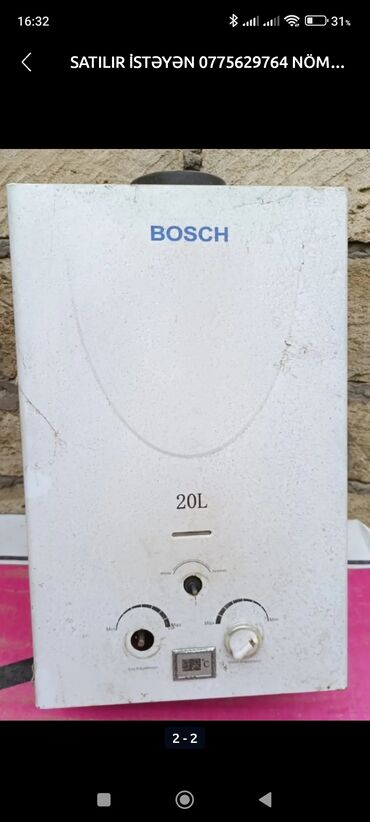 16:32
31%
SATILIR İSTƏYƏN 0775629764 NÖM...
BOSCH
20L
Min Max
Min Max
°C
2 - 2